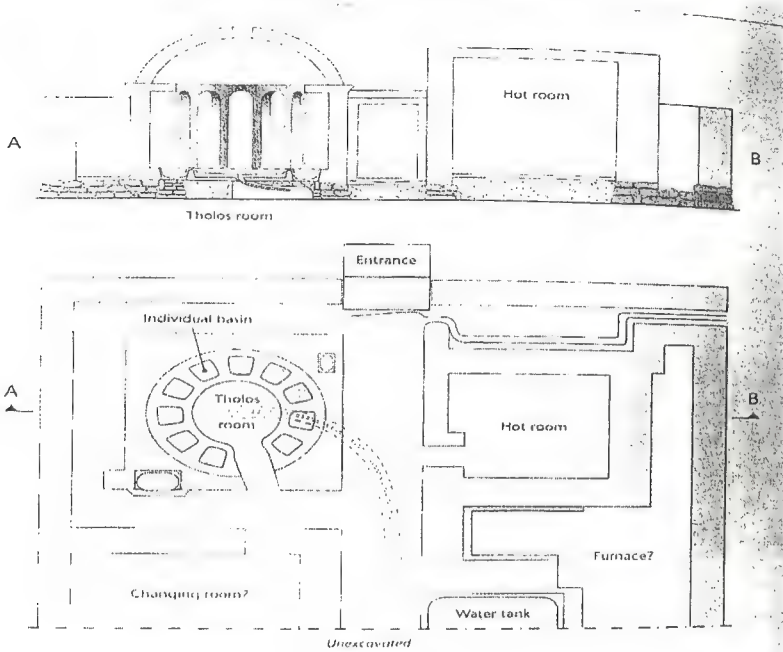 Hot room
A
B
Tholos room
Entrance
Individual basin
Tholos
room
A
B
Hot room
Furnace?
Changing room?
Water tank
Unexcavated